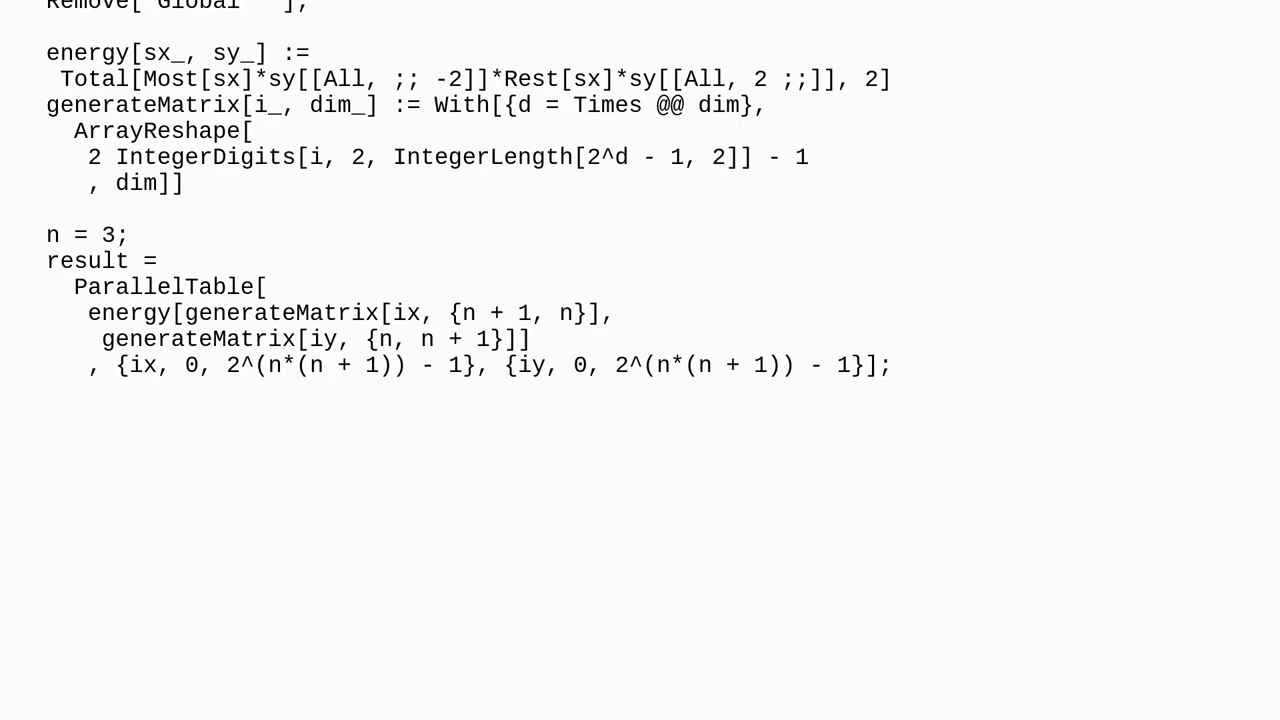 Remove["Global`*"];
energy[sx_, sy_] :=
Total[Most[sx]*sy[[All, ;; -2]]*Rest[sx]*sy[[All, 2 ;;]], 2]
generateMatrix[i_, dim_] := With[{d = Times @@ dim},
ArrayReshape[
2 IntegerDigits[i, 2, IntegerLength[2^d - 1, 2]] - 1
, dim]]
n = 3;
result =
ParallelTable[
energy[generateMatrix[ix, {n + 1, n}],
generateMatrix[iy, {n, n + 1}]]
, {ix, 0, 2^(n*(n + 1)) - 1}, {iy, 0, 2^(n*(n + 1)) - 1}];